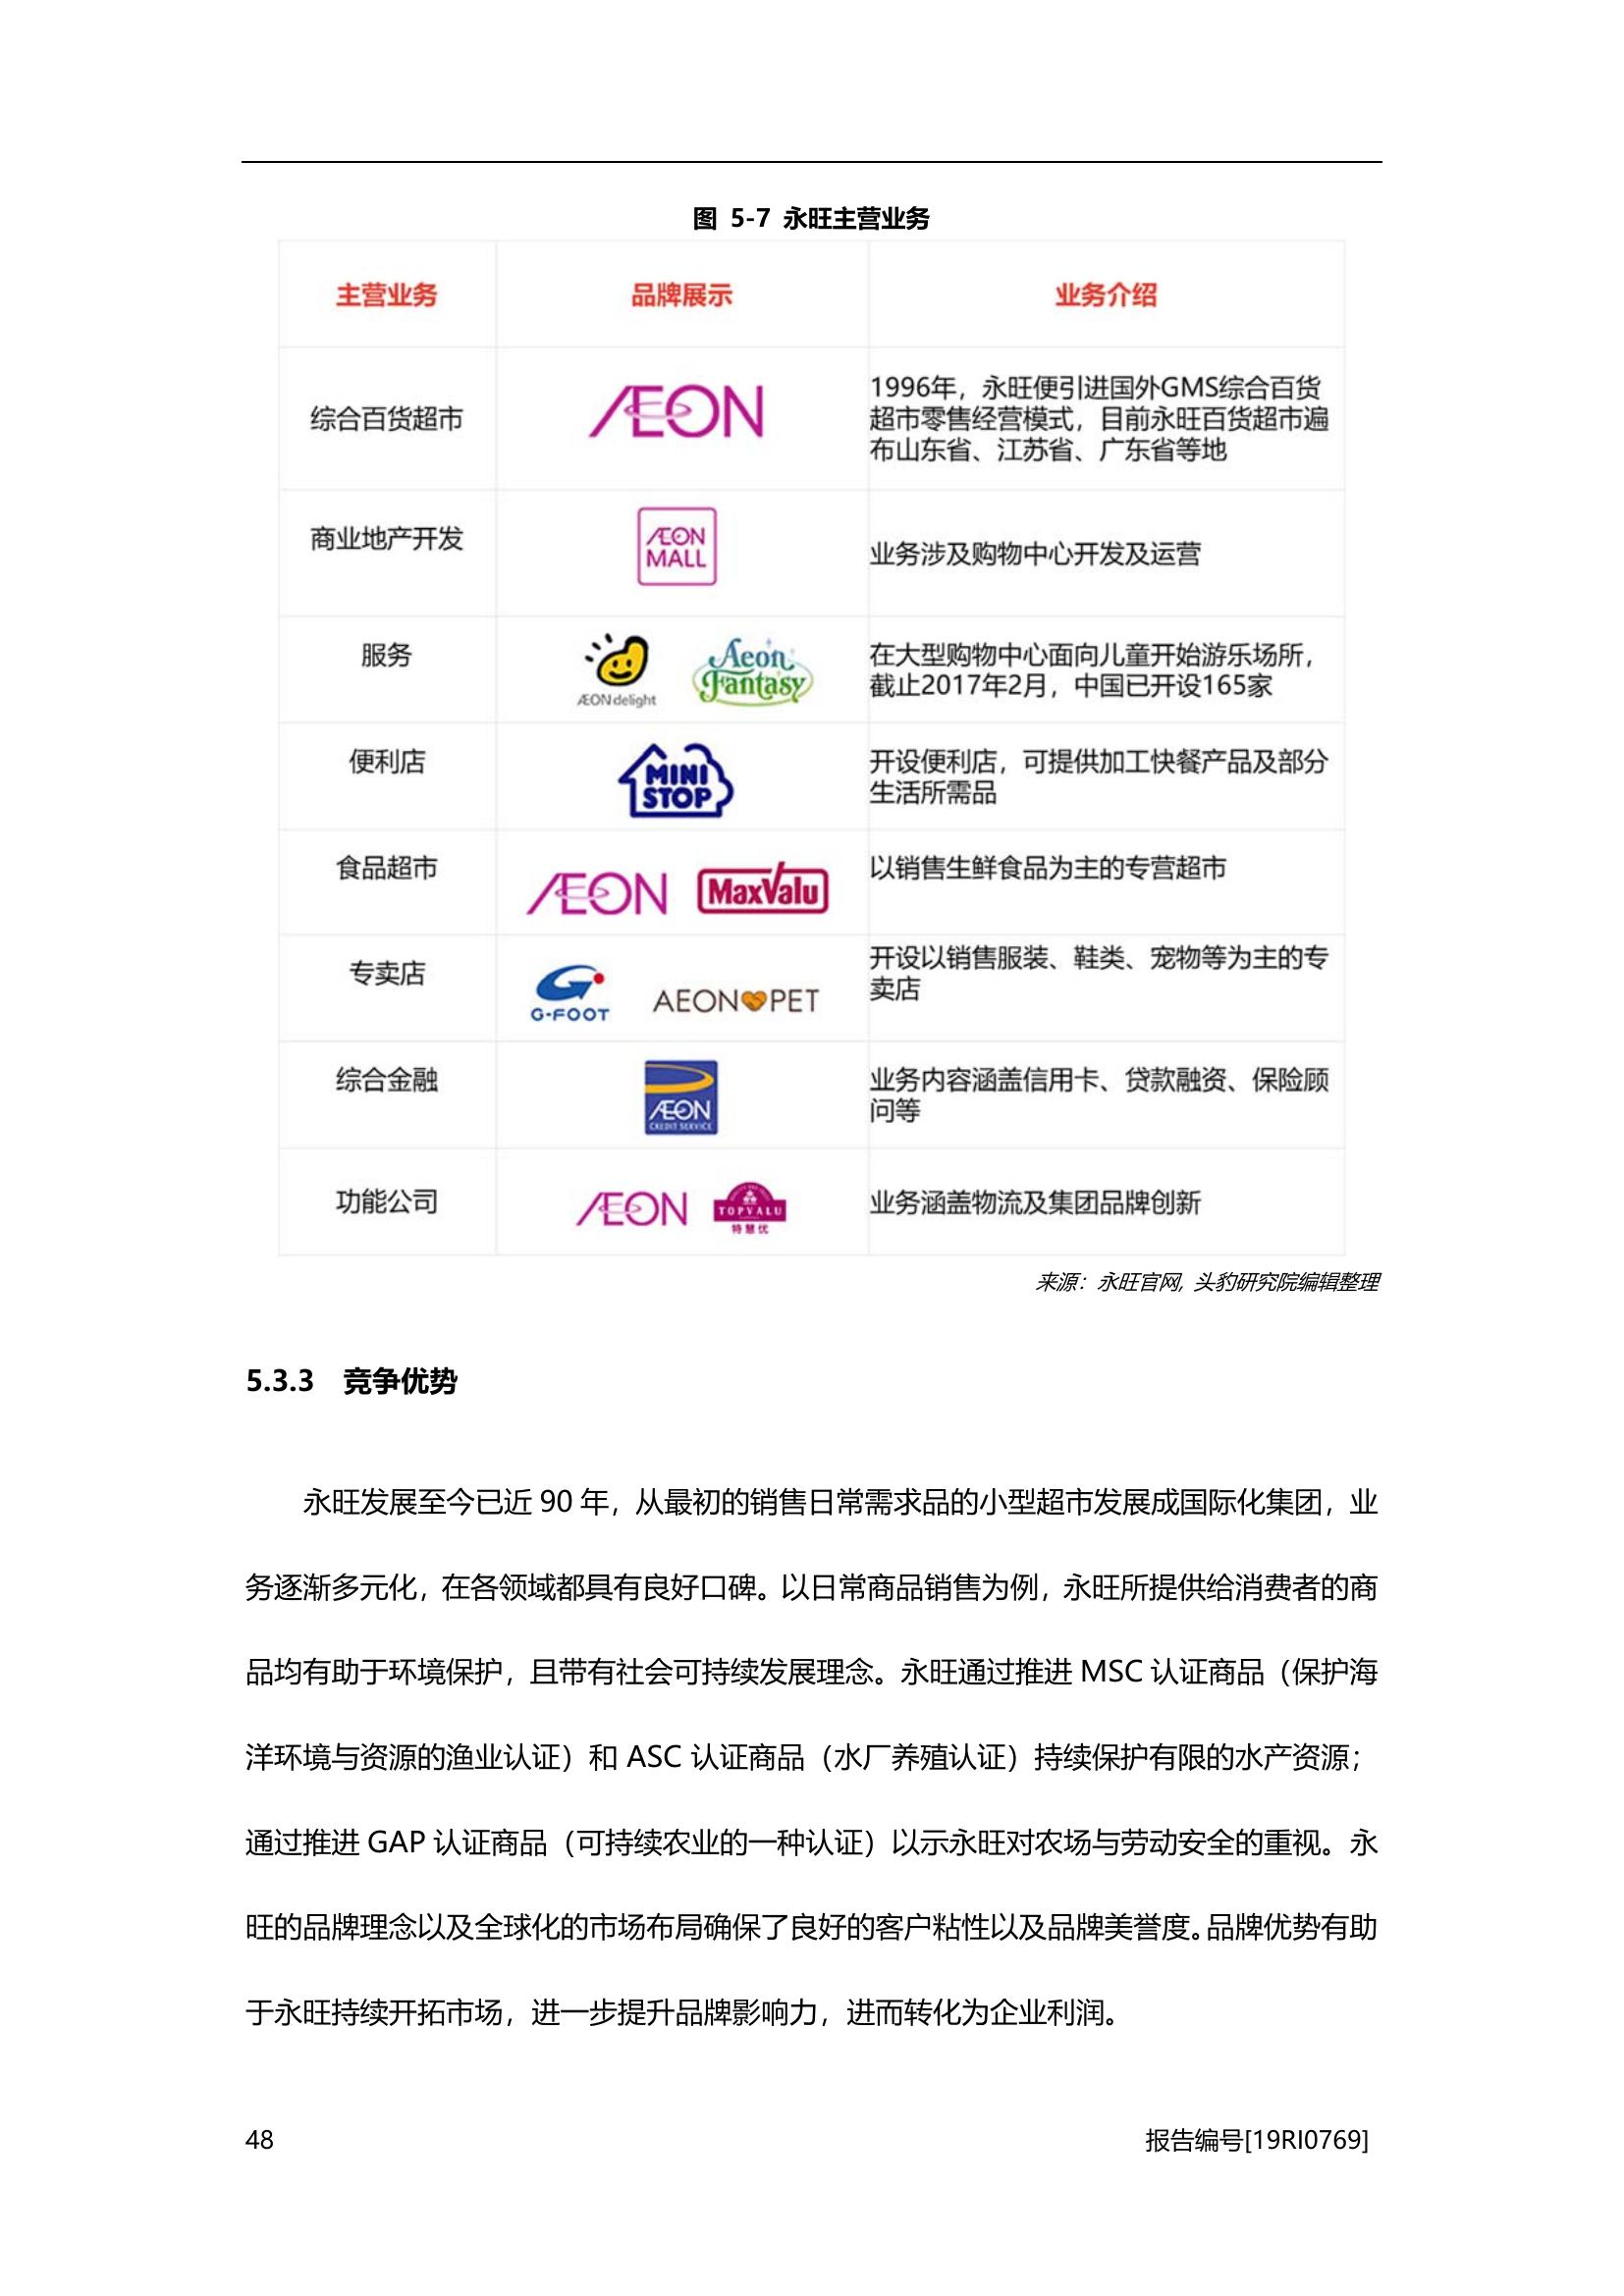 图 5-7 永旺主营业务
主营业务
品牌展示
业务介绍
综合百货超市
ÆON
1996年，永旺便引进国外GMS综合百货
超市零售经营模式，目前永旺百货超市遍
布山东省、江苏省、广东省等地
商业地产开发
ÆON
MALL
业务涉及购物中心开发及运营
服务
ÆON delight
Aeon
Fantasy
在大型购物中心面向儿童开始游乐场所，
截止2017年2月，中国已开设165家
便利店
MINI
STOP
开设便利店，可提供加工快餐产品及部分
生活所需品
食品超市
ÆON
MaxValu
以销售生鲜食品为主的专营超市
专卖店
G-FOOT
AEON PET
开设以销售服装、鞋类、宠物等为主的专
卖店
综合金融
ÆON
CREDIT SERVICE
业务内容涵盖信用卡、贷款融资、保险顾
问等
功能公司
ÆON
TOPVALU
特慧优
业务涵盖物流及集团品牌创新
来源：永旺官网, 头豹研究院编辑整理
5.3.3 竞争优势
永旺发展至今已近 90 年，从最初的销售日常需求品的小型超市发展成国际化集团，业
务逐渐多元化，在各领域都具有良好口碑。以日常商品销售为例，永旺所提供给消费者的商
品均有助于环境保护，且带有社会可持续发展理念。永旺通过推进 MSC 认证商品（保护海
洋环境与资源的渔业认证）和 ASC 认证商品（水厂养殖认证）持续保护有限的水产资源；
通过推进 GAP 认证商品（可持续农业的一种认证）以示永旺对农场与劳动安全的重视。永
旺的品牌理念以及全球化的市场布局确保了良好的客户粘性以及品牌美誉度。品牌优势有助
于永旺持续开拓市场，进一步提升品牌影响力，进而转化为企业利润。
48
报告编号[19RI0769]